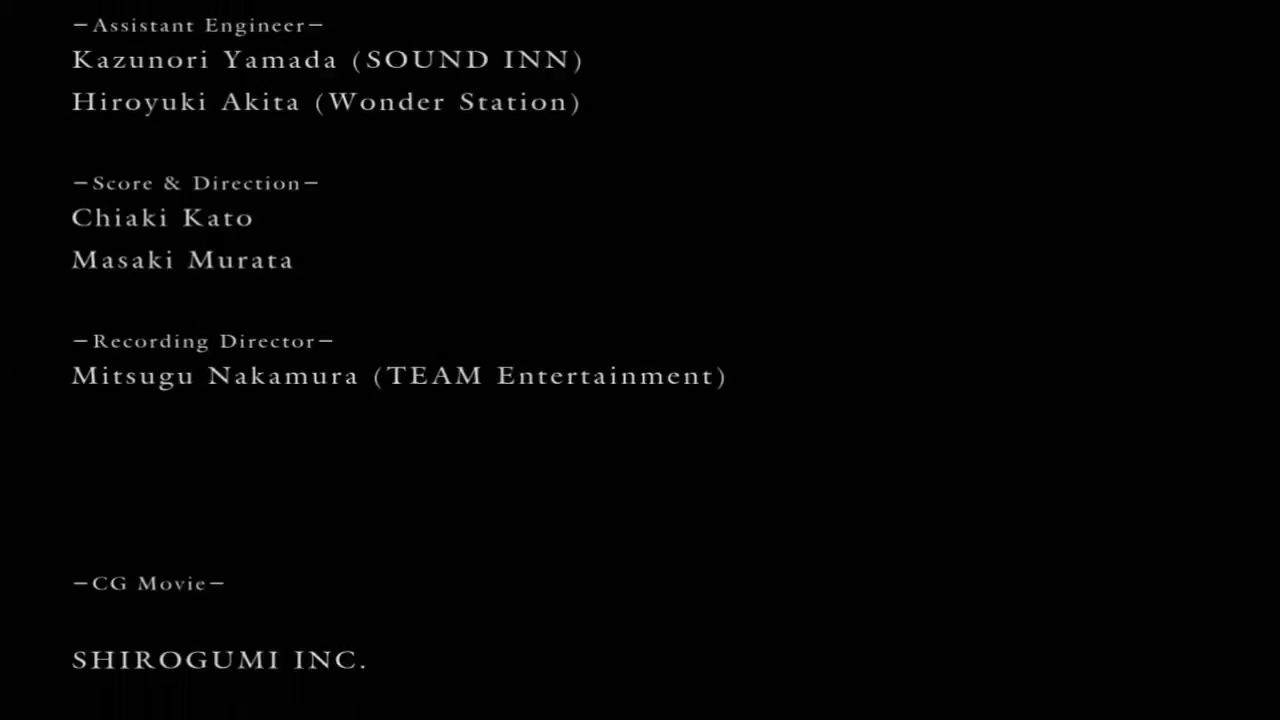 −Assistant Engineer−
Kazunori Yamada (SOUND INN)
Hiroyuki Akita (Wonder Station)
−Score & Direction−
Chiaki Kato
Masaki Murata
−Recording Director−
Mitsugu Nakamura (TEAM Entertainment)
−CG Movie−
SHIROGUMI INC.